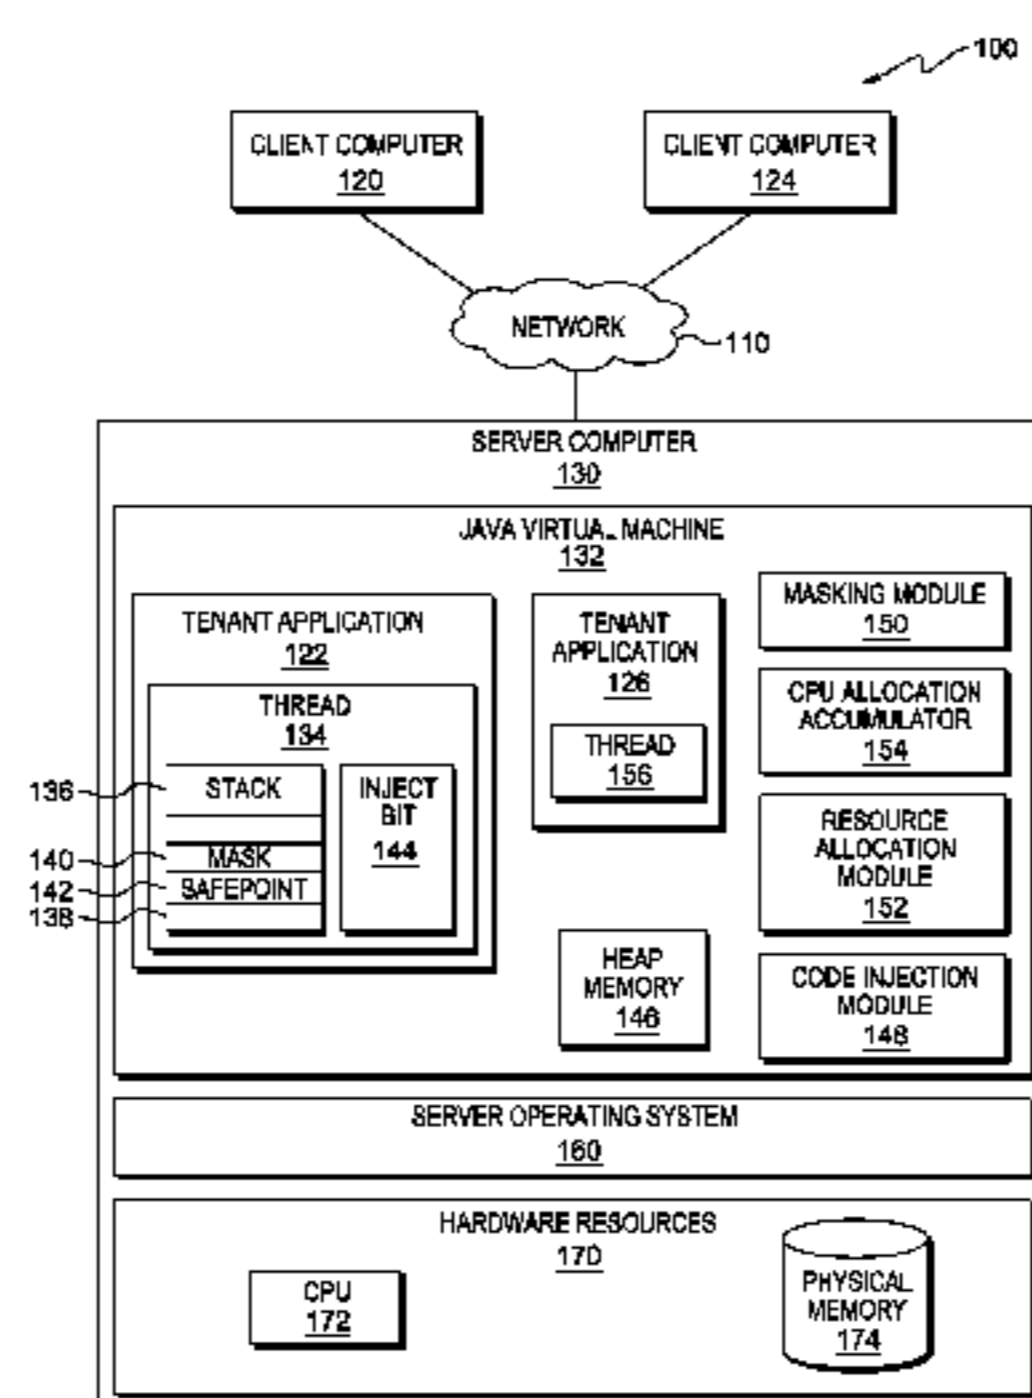 100
CLIENT COMPUTER
120
CLIENT COMPUTER
124
NETWORK
110
SERVER COMPUTER
130
JAVA VIRTUAL MACHINE
132
TENANT APPLICATION
122
THREAD
134
136
STACK
140
MASK
142
SAFEPOINT
138
INJECT
BIT
144
TENANT
APPLICATION
126
THREAD
156
HEAP
MEMORY
146
MASKING MODULE
150
CPU ALLOCATION
ACCUMULATOR
154
RESOURCE
ALLOCATION
MODULE
152
CODE INJECTION
MODULE
148
SERVER OPERATING SYSTEM
160
HARDWARE RESOURCES
170
CPU
172
PHYSICAL
MEMORY
174